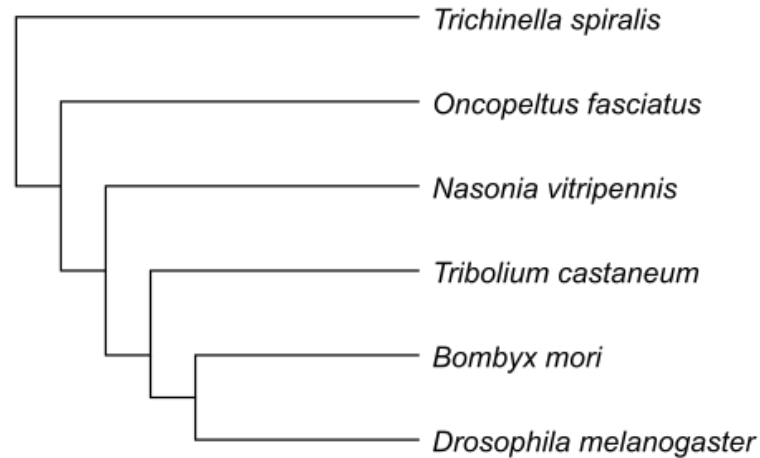 Trichinella spiralis
Oncopeltus fasciatus
Nasonia vitripennis
Tribolium castaneum
Bombyx mori
Drosophila melanogaster